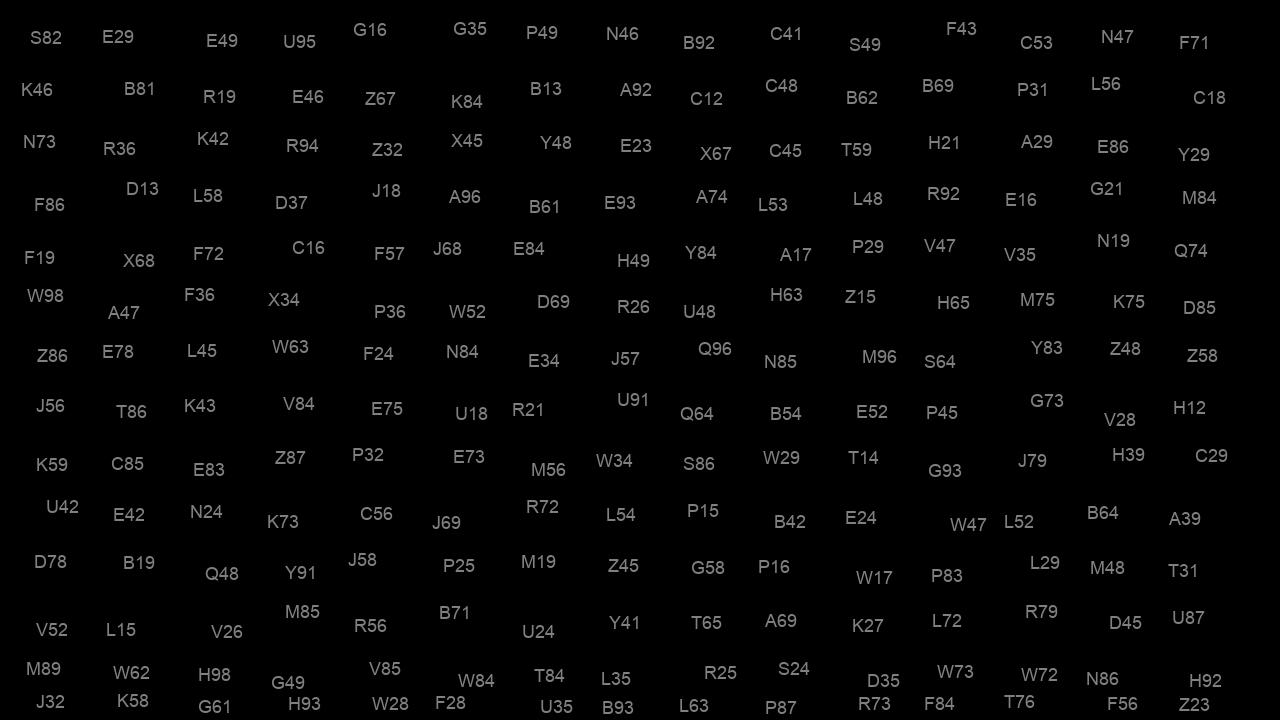 S82 E29 E49 U95 G16 G35 P49 N46 B92 C41 S49 F43 C53 N47 F71
K46 B81 R19 E46 Z67 K84 B13 A92 C12 C48 B62 B69 P31 L56 C18
N73 R36 K42 R94 Z32 X45 Y48 E23 X67 C45 T59 H21 A29 E86 Y29
F86 D13 L58 D37 J18 A96 B61 E93 A74 L53 L48 R92 E16 G21 M84
F19 X68 F72 C16 F57 J68 E84 H49 Y84 A17 P29 V47 V35 N19 Q74
W98 A47 F36 X34 P36 W52 D69 R26 U48 H63 Z15 H65 M75 K75 D85
Z86 E78 L45 W63 F24 N84 E34 J57 Q96 N85 M96 S64 Y83 Z48 Z58
J56 T86 K43 V84 E75 U18 R21 U91 Q64 B54 E52 P45 G73 V28 H12
K59 C85 E83 Z87 P32 E73 M56 W34 S86 W29 T14 G93 J79 H39 C29
U42 E42 N24 K73 C56 J69 R72 L54 P15 B42 E24 W47 L52 B64 A39
D78 B19 Q48 Y91 J58 P25 M19 Z45 G58 P16 W17 P83 L29 M48 T31
V52 L15 V26 M85 R56 B71 U24 Y41 T65 A69 K27 L72 R79 D45 U87
M89 W62 H98 G49 V85 W84 T84 L35 R25 S24 D35 W73 W72 N86 H92
J32 K58 G61 H93 W28 F28 U35 B93 L63 P87 R73 F84 T76 F56 Z23